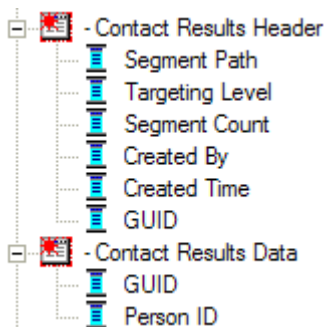 - Contact Results Header
Segment Path
Targeting Level
Segment Count
Created By
Created Time
GUID
- Contact Results Data
GUID
Person ID